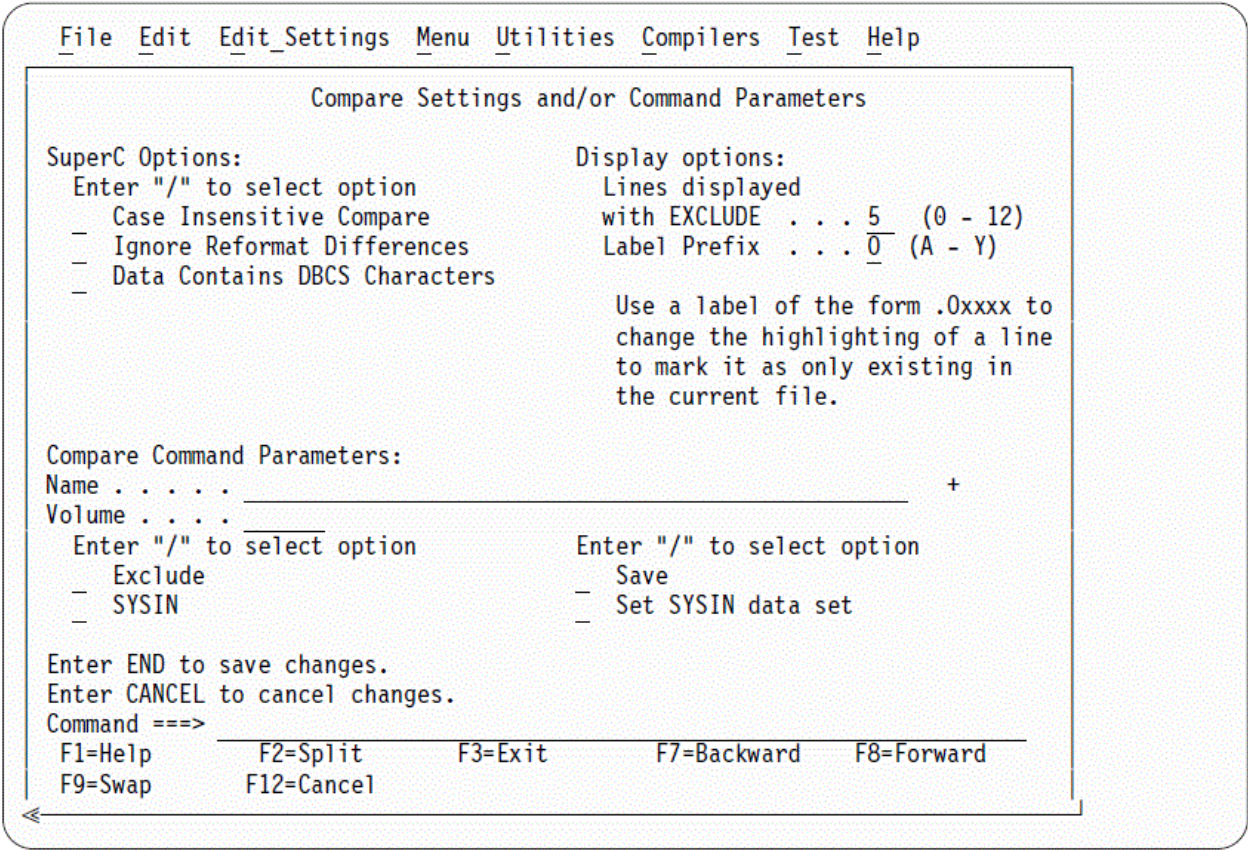 File  Edit  Edit_Settings  Menu  Utilities  Compilers  Test  Help
Compare Settings and/or Command Parameters
SuperC Options:                          Display options:
Enter "/" to select option               Lines displayed
_ Case Insensitive Compare               with EXCLUDE . . . 5 (0 - 12)
_ Ignore Reformat Differences            Label Prefix . . . O (A - Y)
_ Data Contains DBCS Characters
Use a label of the form .Oxxxx to
change the highlighting of a line
to mark it as only existing in
the current file.
Compare Command Parameters:
Name . . . . . ____________________ +
Volume . . . . ______
Enter "/" to select option               Enter "/" to select option
_ Exclude                                _ Save
_ SYSIN                                  _ Set SYSIN data set
Enter END to save changes.
Enter CANCEL to cancel changes.
Command ===> ____________________
F1=Help  F2=Split  F3=Exit  F7=Backward  F8=Forward
F9=Swap  F12=Cancel